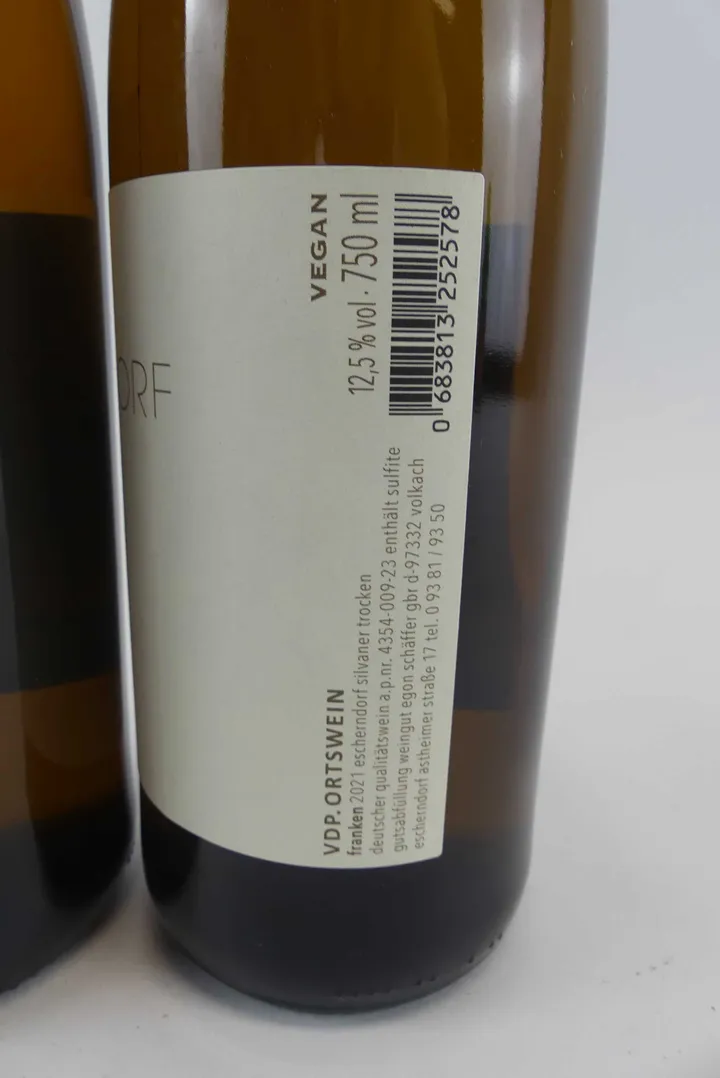 ORF
VEGAN
12,5 % vol · 750 ml
0 683813 252578
VDP. ORTSWEIN
franken 2021 escherndorf silvaner trocken
deutscher qualitätswein a.p.nr. 4354-009-23 enthält sulfite
gutsabfüllung weingut egon schäffer gbr d-97332 volkach
escherndorf astheimer straße 17 tel. 0 93 81 / 93 50